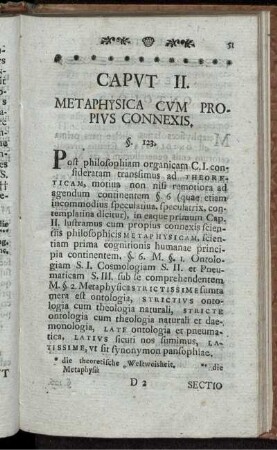 51
CAPVT II.
METAPHYSICA CVM PRO-
PIVS CONNEXIS,
§. 123.
Post philosophiam organicam C. I. con-
sideratam transimus ad THEORE-
TICAM, motiua non nisi remotiora ad
agendum continentem § 6 (quae etiam
incommodius speculatiua, specularix, con-
templatiua dicitur), in eaque primum Cap.
II. lustramus cum propius connexis scien-
tiis philosophicis METAPHYSICAM, scien-
tiam prima cognitionis humanae princi-
pia continentem, §. 6. M. §. 1. Ontolo-
giam S. I. Cosmologiam S. II. et Pneu-
maticam S. III. sub se comprehendentem
M. § 2. Metaphysica STRICTISSIME sumta
mera est ontologia, STRICTIVS onto-
logia cum theologia naturali, STRICTE
ontologia cum theologia naturali et dae-
monologia, LATE ontologia et pneuma-
tica, LATIVS sicuti nos sumimus, LA-
TISSIME, vt sit synonymon pansophiae.
* die theoretische Weltweisheit, ** die
Metaphysik
D 2 SECTIO